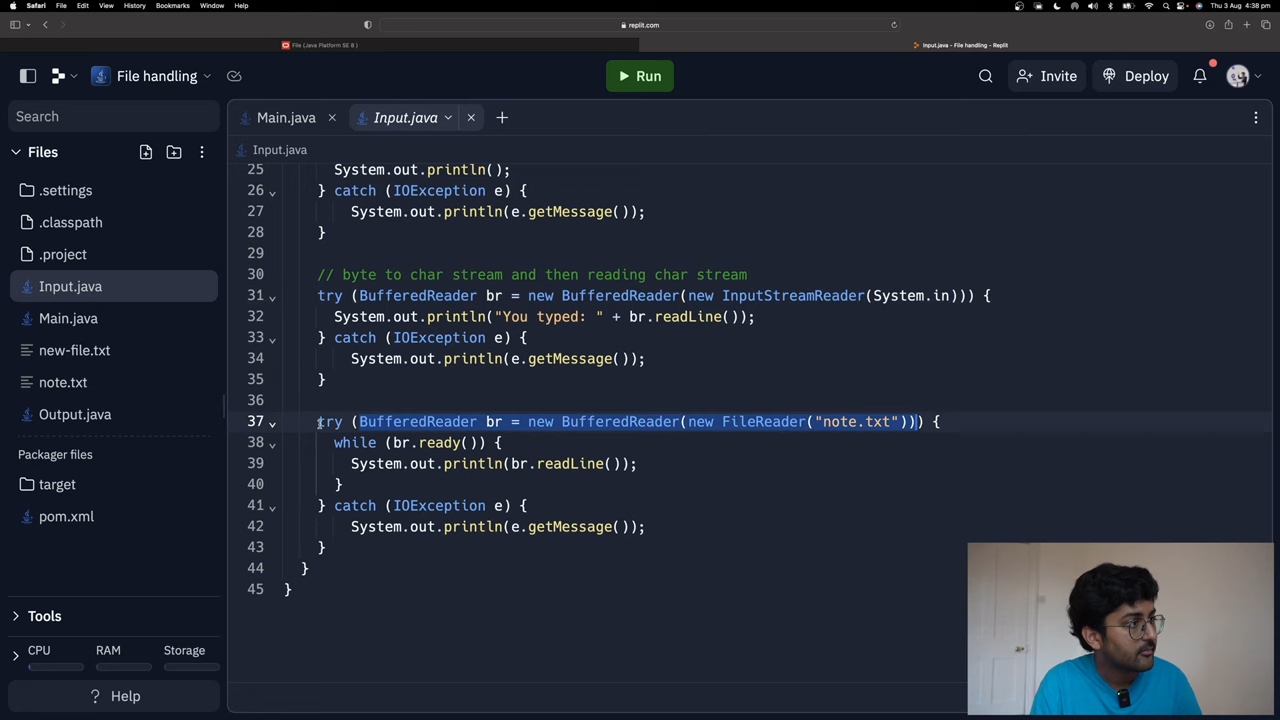 Safari File Edit View History Bookmarks Window Help
Thu 3 Aug 4:38 pm
replit.com
File (Java Platform SE 8 )
Input.java - File handling - Replit
File handling
Run
Invite
Deploy
Search
Main.java
Input.java
Files
Input.java
.settings
.classpath
.project
Input.java
Main.java
new-file.txt
note.txt
Output.java
Packager files
target
pom.xml
Tools
CPU RAM Storage
? Help
25 System.out.println();
26 } catch (IOException e) {
27 System.out.println(e.getMessage());
28 }
29
30 // byte to char stream and then reading char stream
31 try (BufferedReader br = new BufferedReader(new InputStreamReader(System.in))) {
32 System.out.println("You typed: " + br.readLine());
33 } catch (IOException e) {
34 System.out.println(e.getMessage());
35 }
36
37 try (BufferedReader br = new BufferedReader(new FileReader("note.txt"))) {
38 while (br.ready()) {
39 System.out.println(br.readLine());
40 }
41 } catch (IOException e) {
42 System.out.println(e.getMessage());
43 }
44 }
45 }